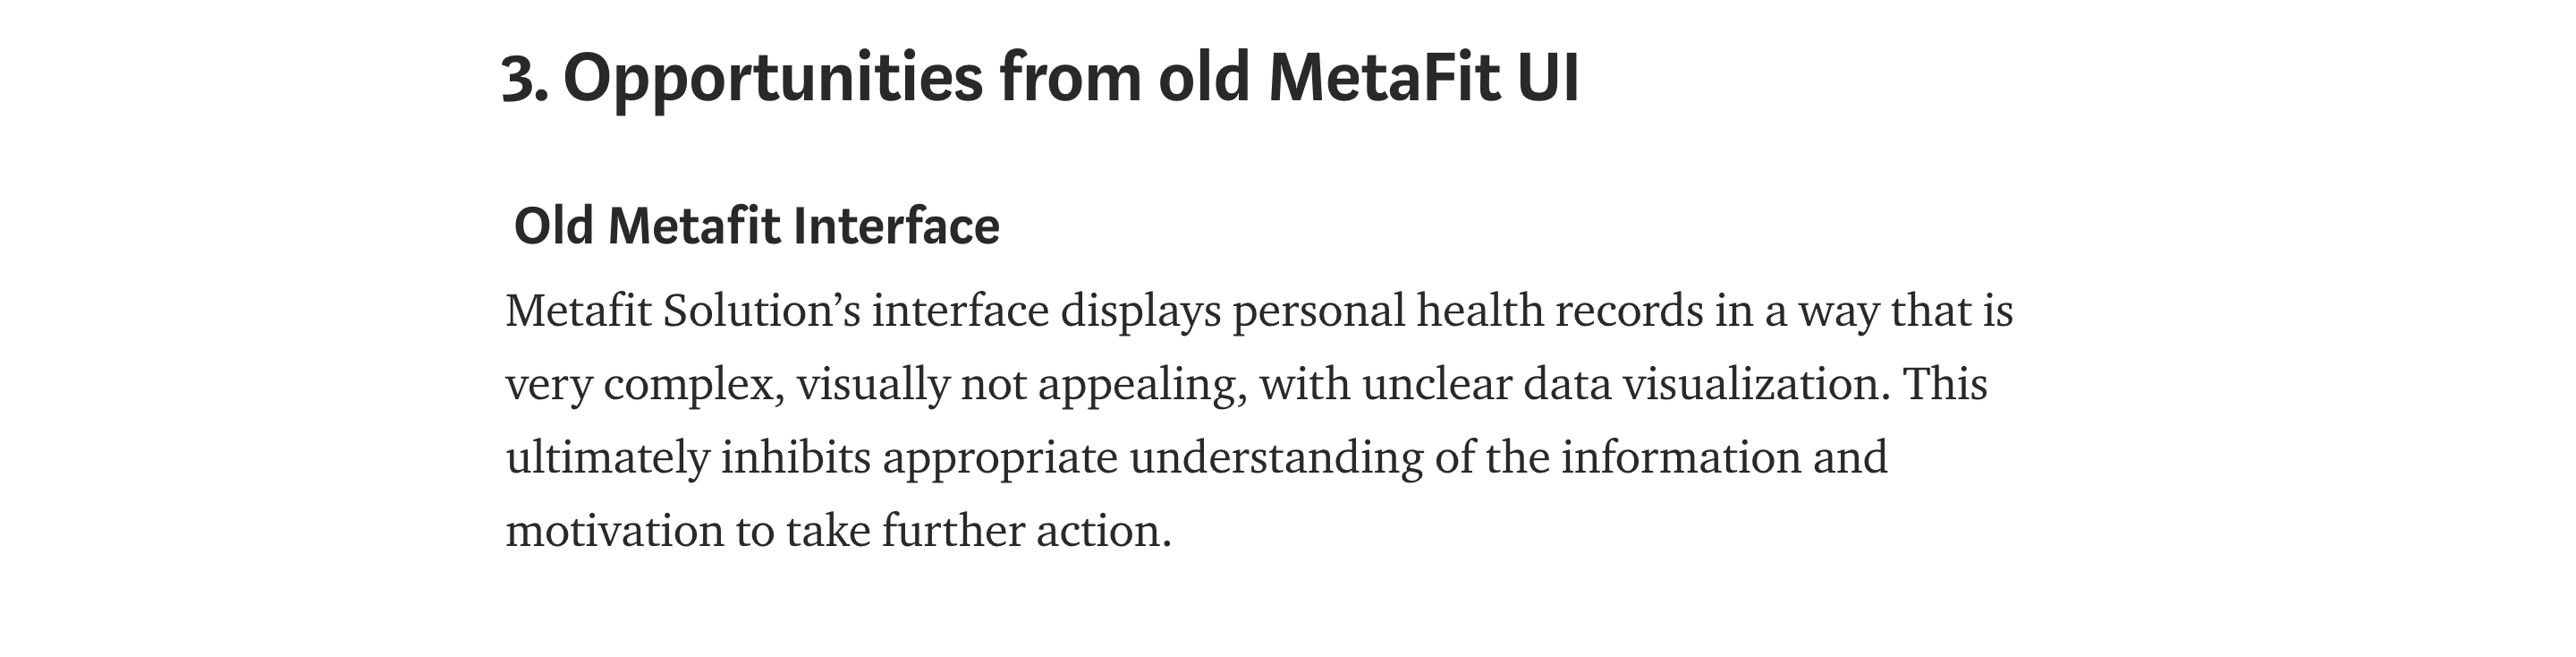 3. Opportunities from old MetaFit UI
Old Metafit Interface
Metafit Solution’s interface displays personal health records in a way that is
very complex, visually not appealing, with unclear data visualization. This
ultimately inhibits appropriate understanding of the information and
motivation to take further action.